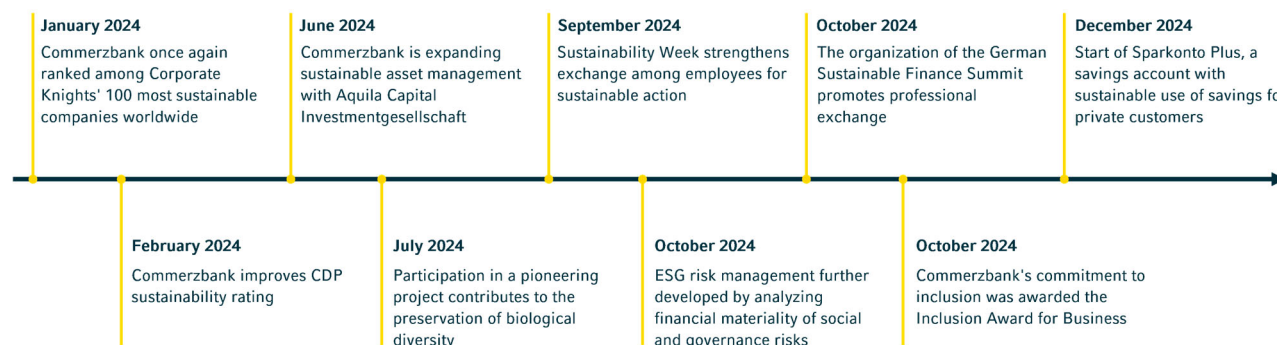 January 2024
Commerzbank once again
ranked among Corporate
Knights' 100 most sustainable
companies worldwide
June 2024
Commerzbank is expanding
sustainable asset management
with Aquila Capital
Investmentgesellschaft
September 2024
Sustainability Week strengthens
exchange among employees for
sustainable action
October 2024
The organization of the German
Sustainable Finance Summit
promotes professional
exchange
December 2024
Start of Sparkonto Plus, a
savings account with
sustainable use of savings fo
private customers
February 2024
Commerzbank improves CDP
sustainability rating
July 2024
Participation in a pioneering
project contributes to the
preservation of biological
diversity
October 2024
ESG risk management further
developed by analyzing
financial materiality of social
and governance risks
October 2024
Commerzbank's commitment to
inclusion was awarded the
Inclusion Award for Business